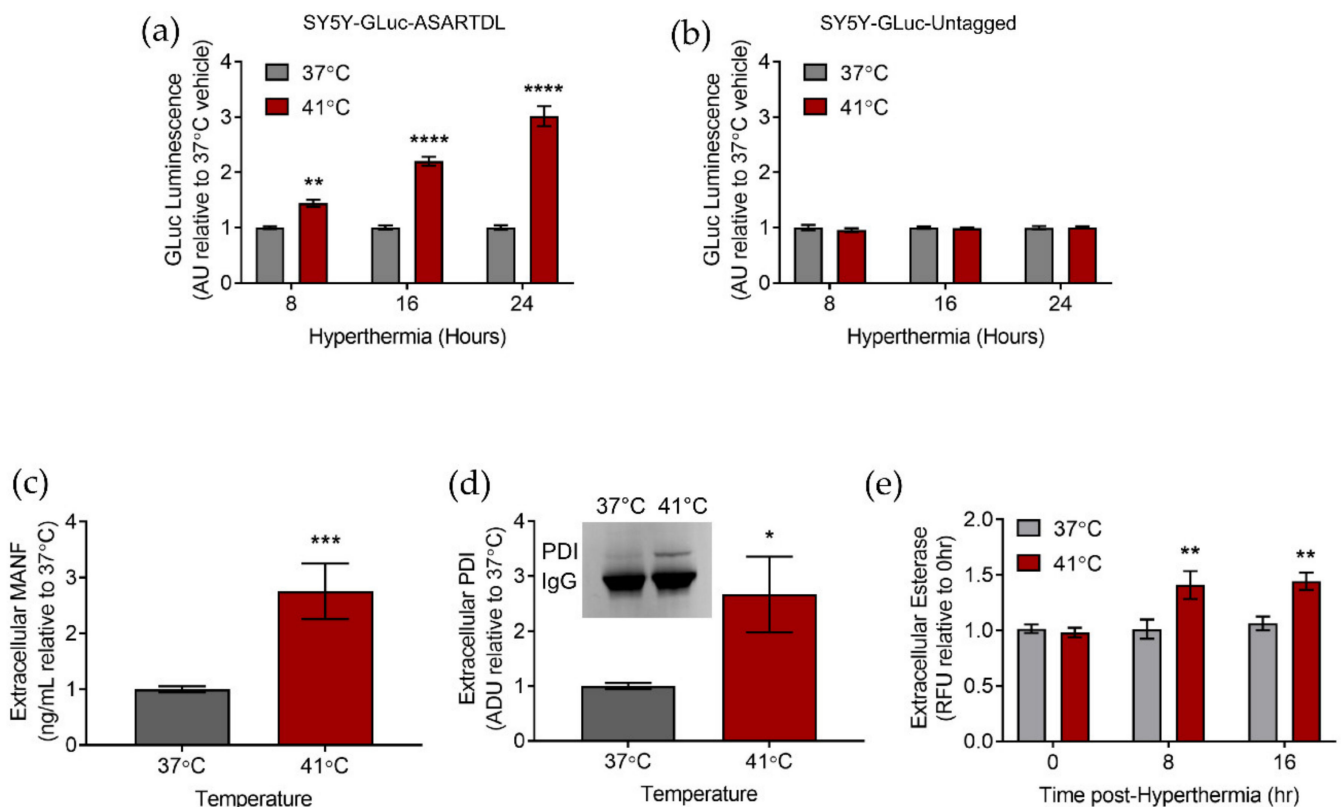 (a)
SY5Y-GLuc-ASARTDL
GLuc Luminescence
(AU relative to 37°C vehicle)
4
3
2
1
0
37°C
41°C
**
****
****
8
16
24
Hyperthermia (Hours)
(b)
SY5Y-GLuc-Untagged
GLuc Luminescence
(AU relative to 37°C vehicle)
4
3
2
1
0
37°C
41°C
8
16
24
Hyperthermia (Hours)
(c)
Extracellular MANF
(ng/mL relative to 37°C)
4
3
2
1
0
***
37°C
41°C
Temperature
(d)
Extracellular PDI
(ADU relative to 37°C)
4
3
2
1
0
37°C 41°C
PDI
IgG
*
37°C
41°C
Temperature
(e)
Extracellular Esterase
(RFU relative to 0hr)
2.0
1.5
1.0
0.5
0.0
37°C
41°C
**
**
0
8
16
Time post-Hyperthermia (hr)